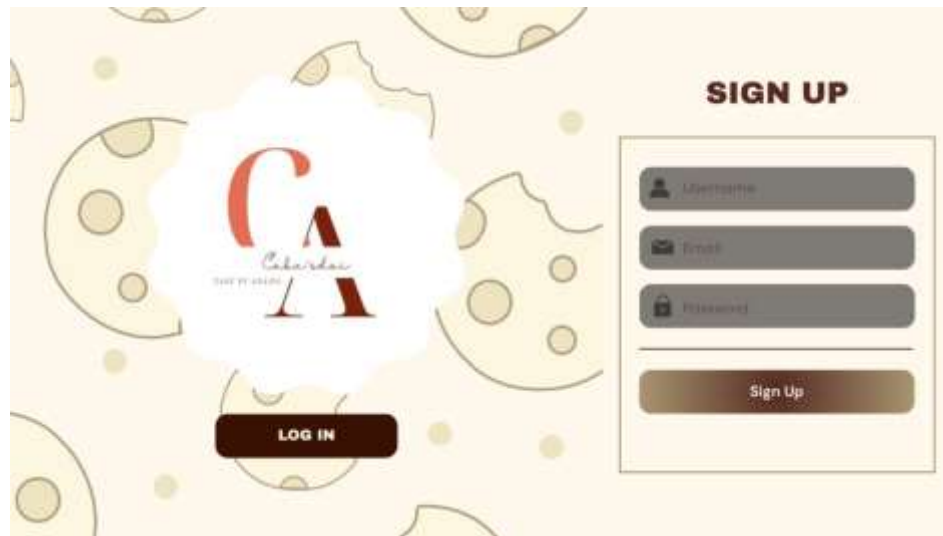 CA
SIGN UP
Username
Email
Password
Sign Up
LOG IN